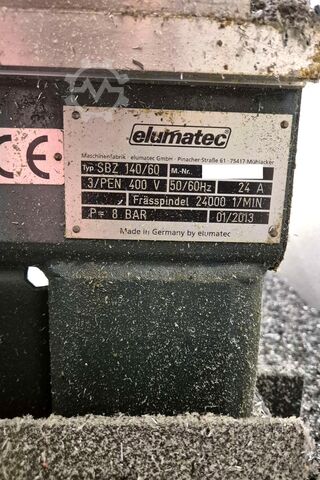 elumatec®
Maschinenfabrik · elumatec GmbH · Pinacher-Straße 61 · 75417 Mühlacker
Typ. SBZ 140/60 M.-Nr.
3/PEN 400 V 50/60Hz 24 A
Frässpindel 24000 1/MIN
P= 8 BAR 01/2013
Made in Germany by elumatec
CE